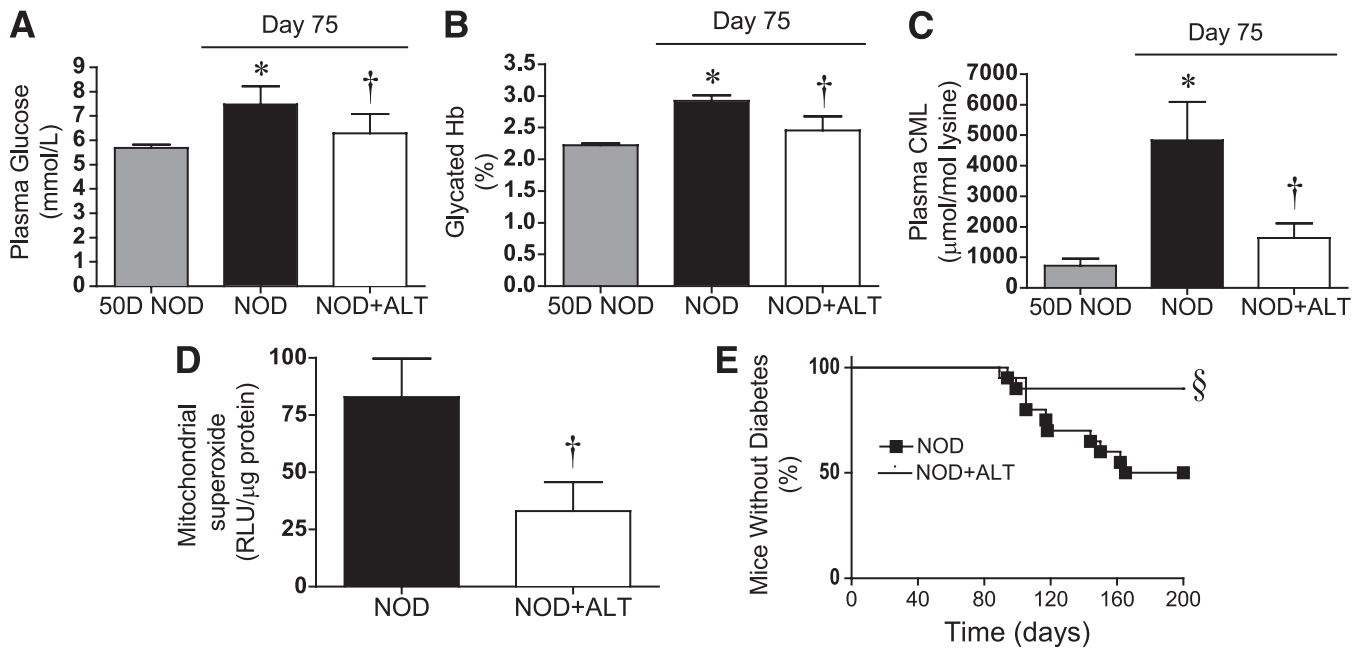 A
Day 75
Plasma Glucose
(mmol/L)
9
8
7
6
5
4
3
2
1
0
*
†
50D NOD
NOD
NOD+ALT
B
Day 75
Glycated Hb
(%)
3.5
3.0
2.5
2.0
1.5
1.0
0.5
0.0
*
†
50D NOD
NOD
NOD+ALT
C
Day 75
Plasma CML
(μmol/mol lysine)
7000
6000
5000
4000
3000
2000
1000
0
*
†
50D NOD
NOD
NOD+ALT
D
Mitochondrial
superoxide
(RLU/μg protein)
100
75
50
25
0
†
NOD
NOD+ALT
E
Mice Without Diabetes
(%)
100
50
0
§
NOD
NOD+ALT
0
40
80
120
160
200
Time (days)